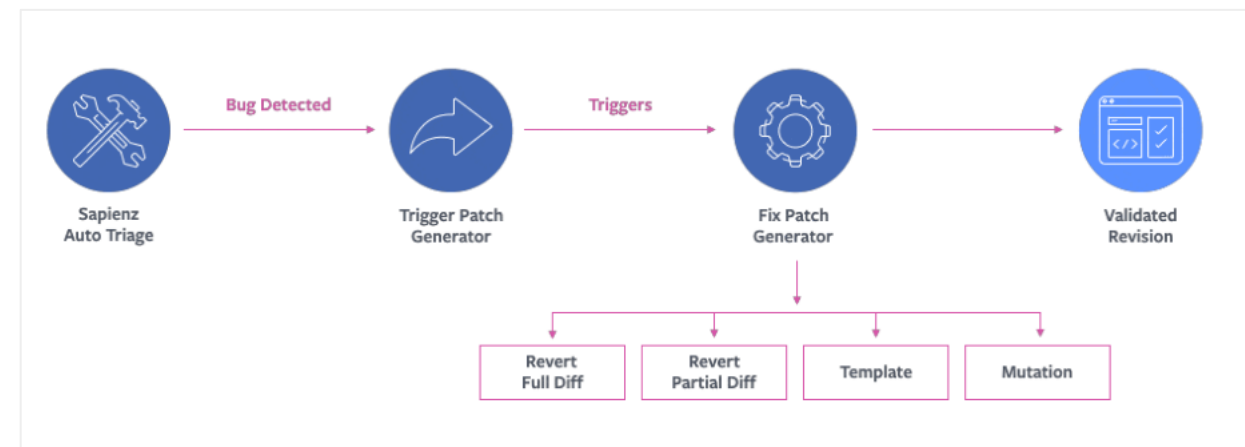 Bug Detected
Triggers
</>
Sapienz
Auto Triage
Trigger Patch
Generator
Fix Patch
Generator
Validated
Revision
Revert
Full Diff
Revert
Partial Diff
Template
Mutation